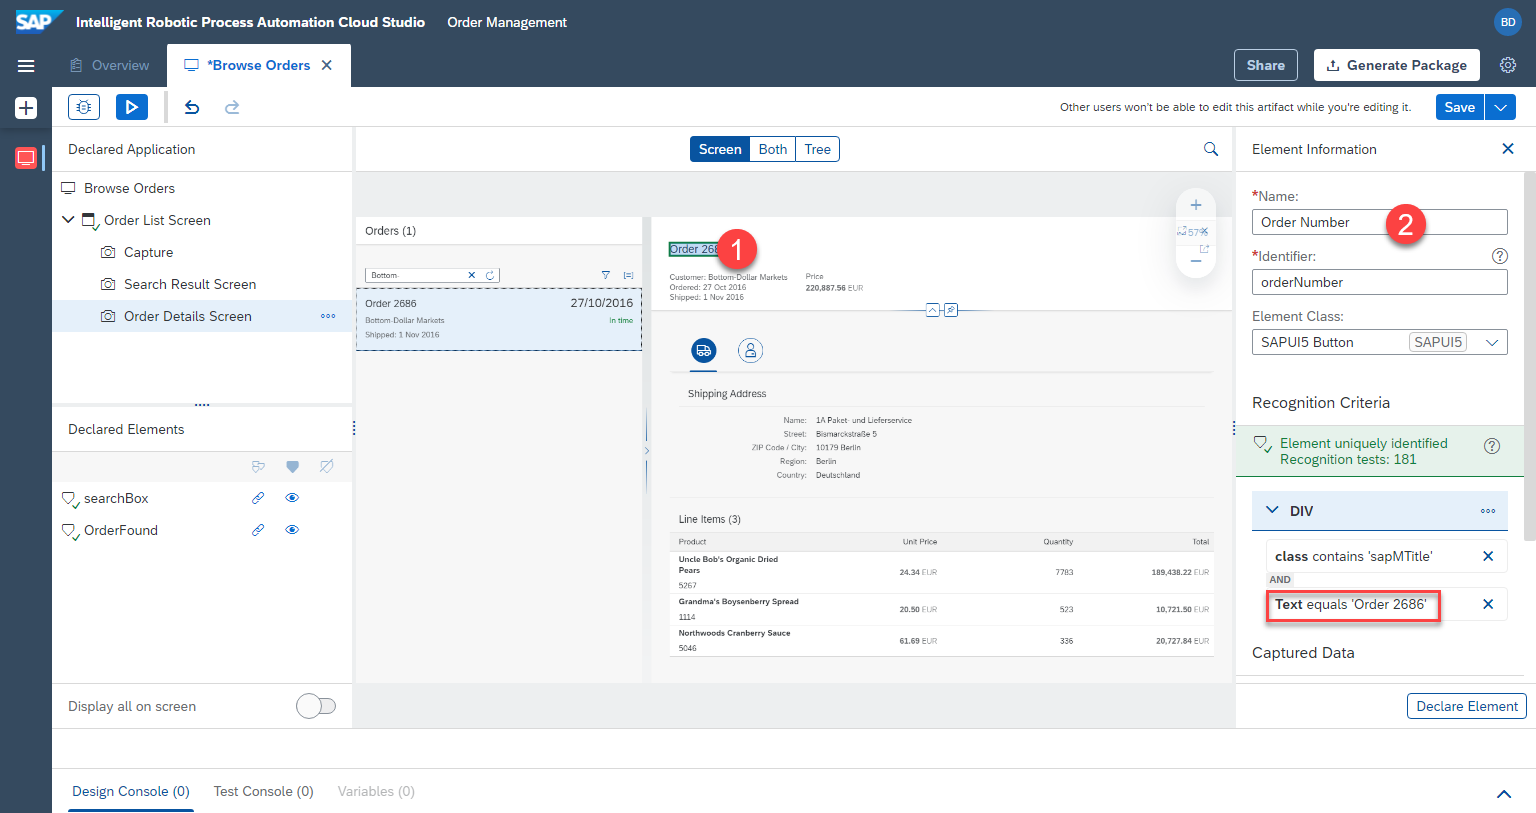 SAP Intelligent Robotic Process Automation Cloud Studio Order Management BD
Overview *Browse Orders Share Generate Package
Other users won't be able to edit this artifact while you're editing it. Save
Declared Application
Browse Orders
Order List Screen
Capture
Search Result Screen
Order Details Screen
Declared Elements
searchBox
OrderFound
Display all on screen
Screen Both Tree
Orders (1)
Bottom-
Order 2686 27/10/2016
Bottom-Dollar Markets In time
Shipped: 1 Nov 2016
Order 268
1
57%
Customer: Bottom-Dollar Markets Price
Ordered: 27 Oct 2016 220,887.56 EUR
Shipped: 1 Nov 2016
Shipping Address
Name: 1A Paket- und Lieferservice
Street: Bismarckstraße 5
ZIP Code / City: 10179 Berlin
Region: Berlin
Country: Deutschland
Line Items (3)
Product Unit Price Quantity Total
Uncle Bob's Organic Dried
Pears
5267 24.34 EUR 7783 189,438.22 EUR
Grandma's Boysenberry Spread
1114 20.50 EUR 523 10,721.50 EUR
Northwoods Cranberry Sauce
5046 61.69 EUR 336 20,727.84 EUR
Element Information
*Name:
Order Number
2
*Identifier:
orderNumber
Element Class:
SAPUI5 Button SAPUI5
Recognition Criteria
Element uniquely identified
Recognition tests: 181
DIV
class contains 'sapMTitle'
AND
Text equals 'Order 2686'
Captured Data
Declare Element
Design Console (0) Test Console (0) Variables (0)